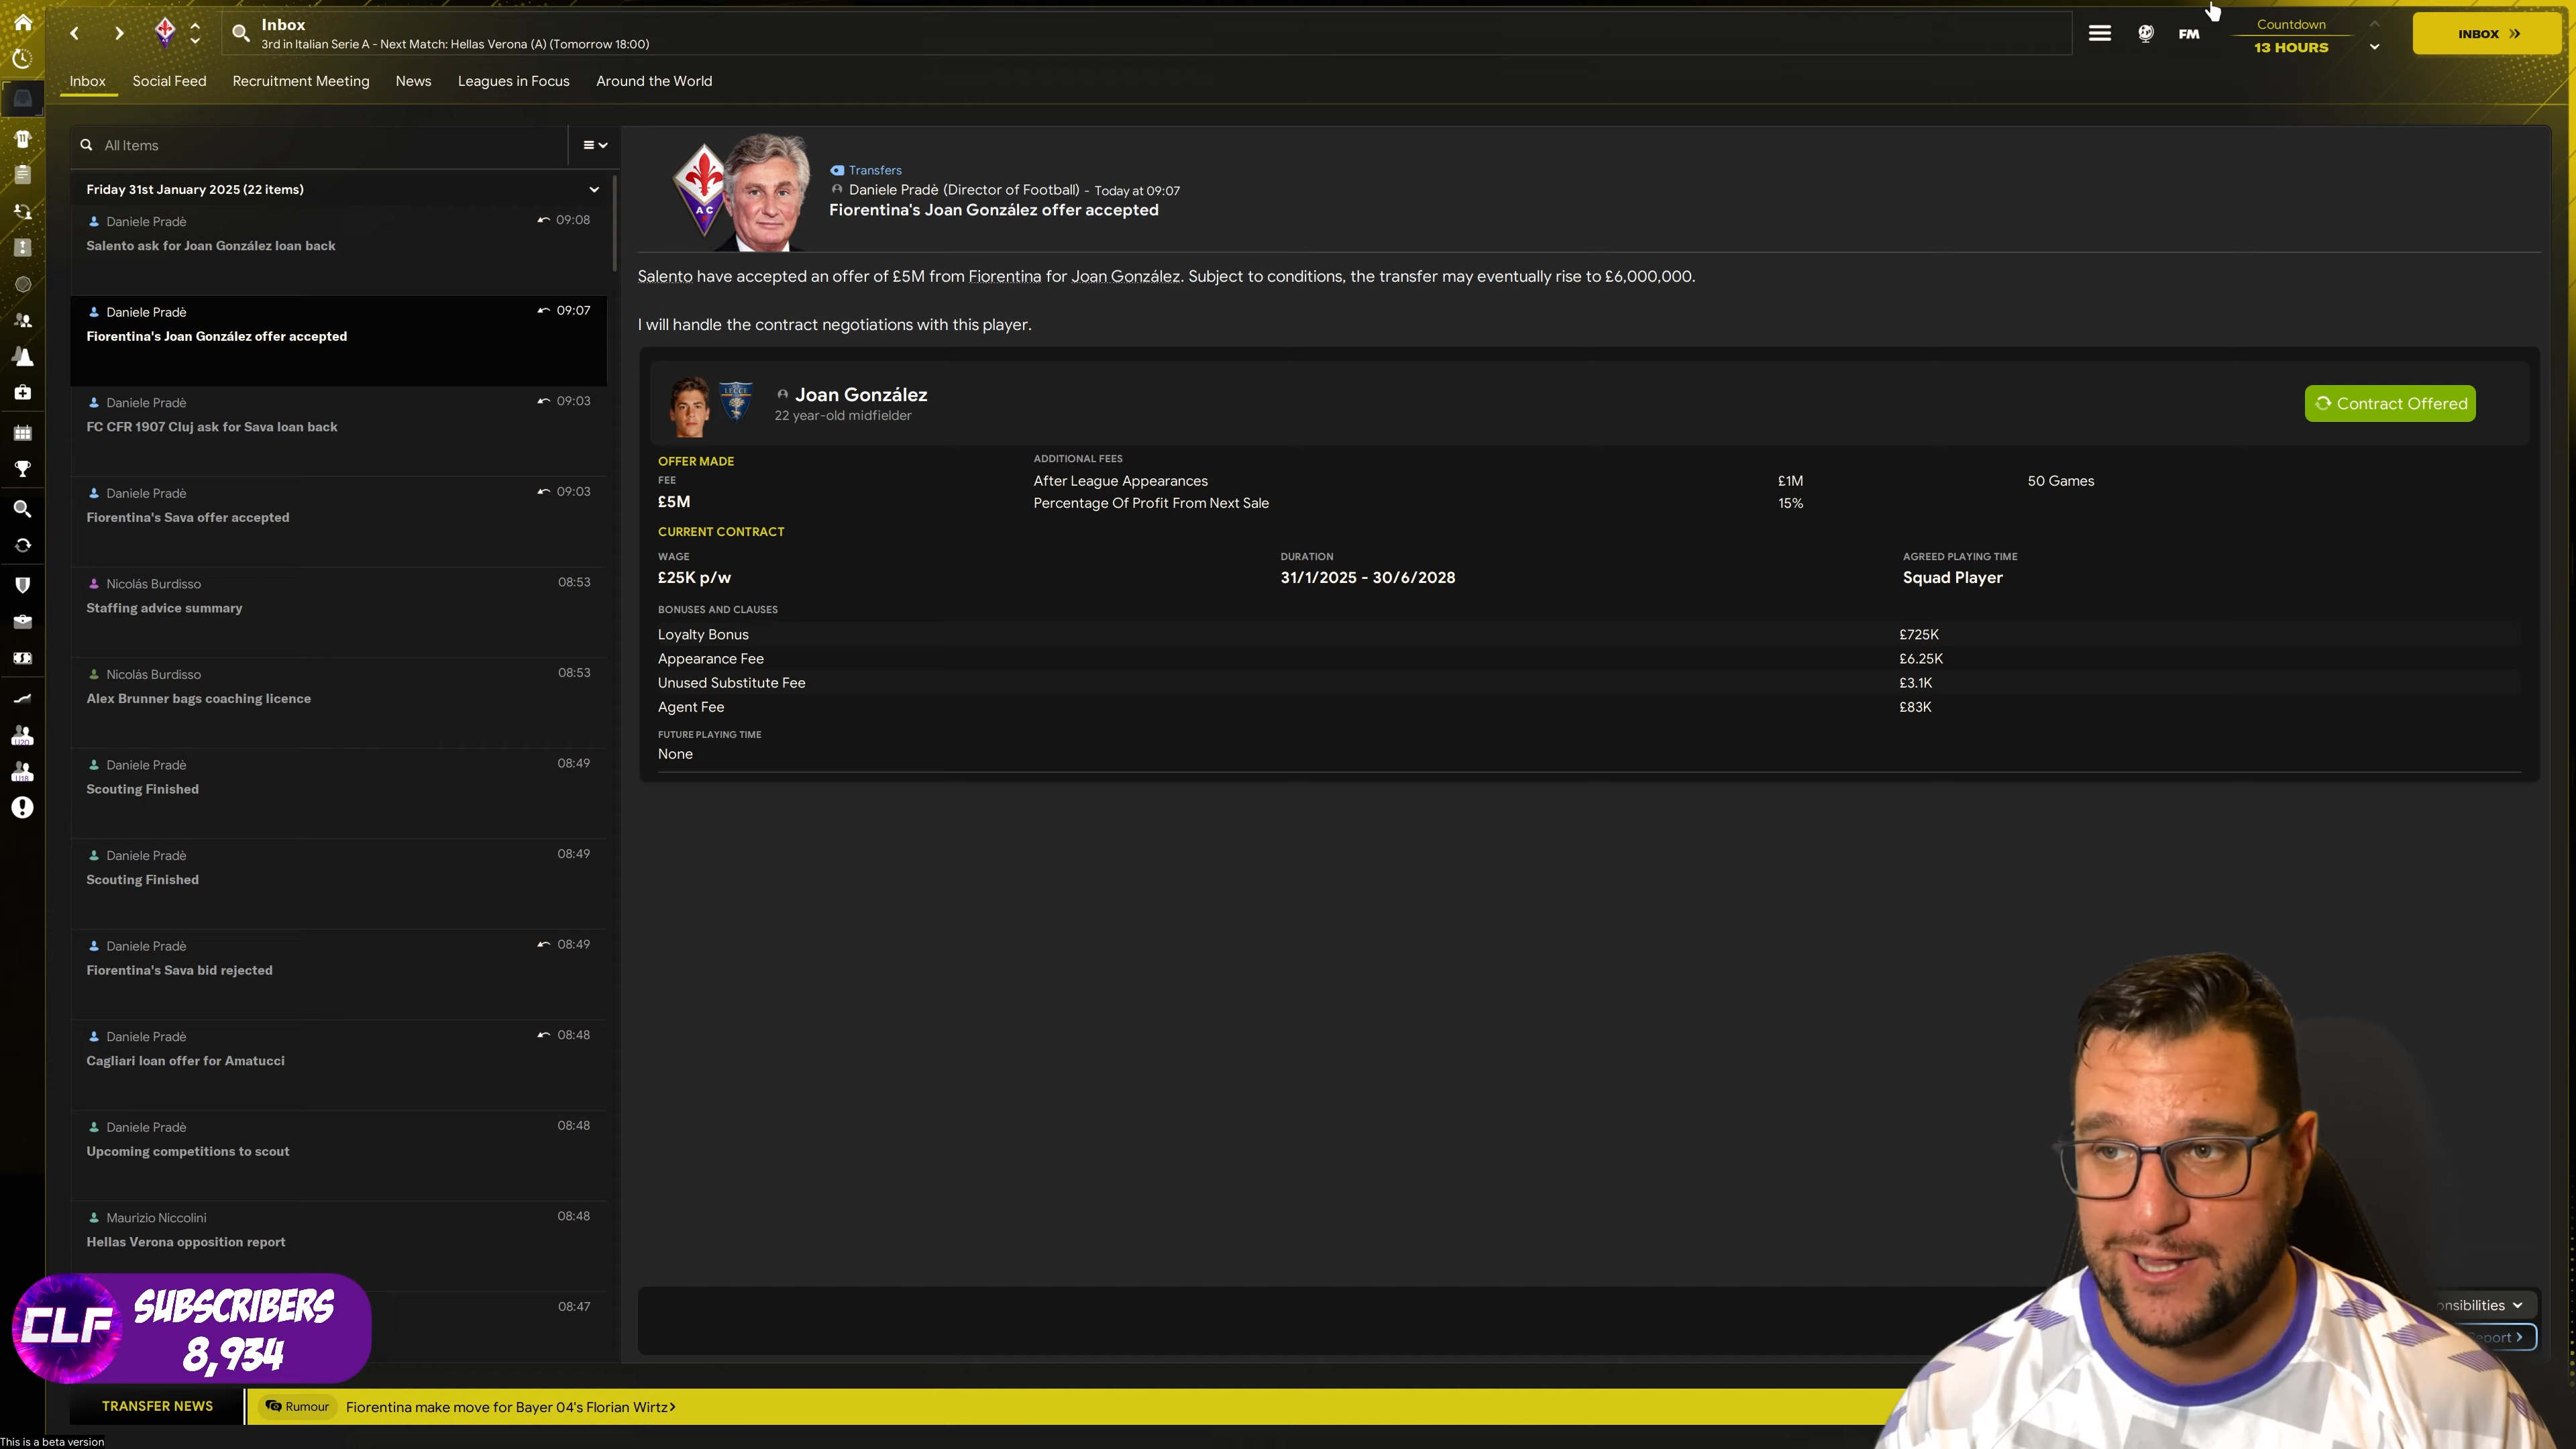 Inbox
3rd in Italian Serie A - Next Match: Hellas Verona (A) (Tomorrow 18:00)
FM
Countdown
13 HOURS
INBOX
Inbox Social Feed Recruitment Meeting News Leagues in Focus Around the World
All Items
Friday 31st January 2025 (22 items)
Daniele Pradè 09:08
Salento ask for Joan González loan back
Daniele Pradè 09:07
Fiorentina's Joan González offer accepted
Daniele Pradè 09:03
FC CFR 1907 Cluj ask for Sava loan back
Daniele Pradè 09:03
Fiorentina's Sava offer accepted
Nicolás Burdisso 08:53
Staffing advice summary
Nicolás Burdisso 08:53
Alex Brunner bags coaching licence
Daniele Pradè 08:49
Scouting Finished
Daniele Pradè 08:49
Scouting Finished
Daniele Pradè 08:49
Fiorentina's Sava bid rejected
Daniele Pradè 08:48
Cagliari loan offer for Amatucci
Daniele Pradè 08:48
Upcoming competitions to scout
Maurizio Niccolini 08:48
Hellas Verona opposition report
08:47
AC
Transfers
Daniele Pradè (Director of Football) - Today at 09:07
Fiorentina's Joan González offer accepted
Salento have accepted an offer of £5M from Fiorentina for Joan González. Subject to conditions, the transfer may eventually rise to £6,000,000.
I will handle the contract negotiations with this player.
LECCE
Joan González
22 year-old midfielder
Contract Offered
OFFER MADE
FEE
£5M
ADDITIONAL FEES
After League Appearances £1M 50 Games
Percentage Of Profit From Next Sale 15%
CURRENT CONTRACT
WAGE DURATION AGREED PLAYING TIME
£25K p/w 31/1/2025 - 30/6/2028 Squad Player
BONUSES AND CLAUSES
Loyalty Bonus £725K
Appearance Fee £6.25K
Unused Substitute Fee £3.1K
Agent Fee £83K
FUTURE PLAYING TIME
None
U20
U18
onsibilities
eport
CLF
SUBSCRIBERS
8,934
TRANSFER NEWS
Rumour
Fiorentina make move for Bayer 04's Florian Wirtz
This is a beta version